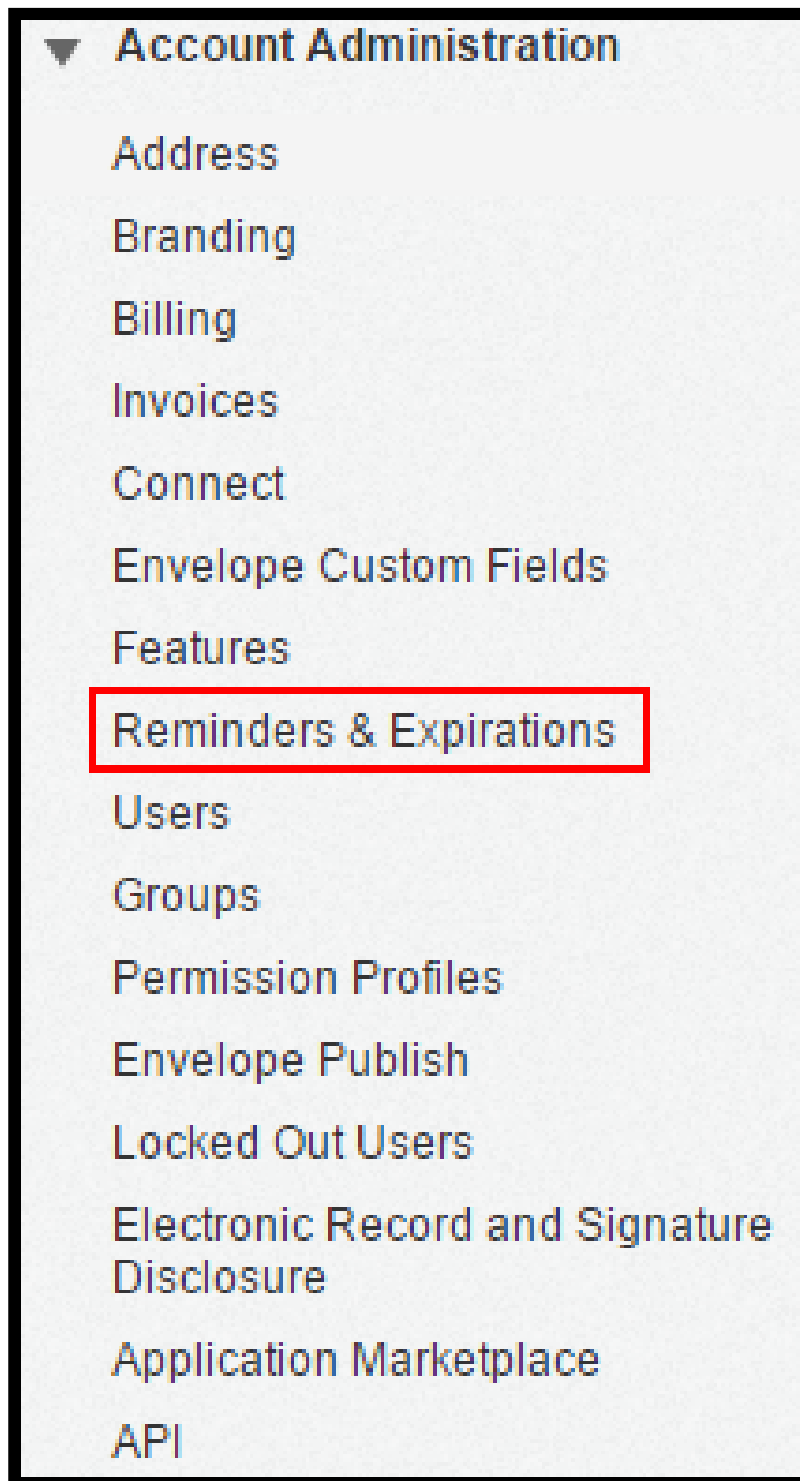 Account Administration
Address
Branding
Billing
Invoices
Connect
Envelope Custom Fields
Features
Reminders & Expirations
Users
Groups
Permission Profiles
Envelope Publish
Locked Out Users
Electronic Record and Signature
Disclosure
Application Marketplace
API